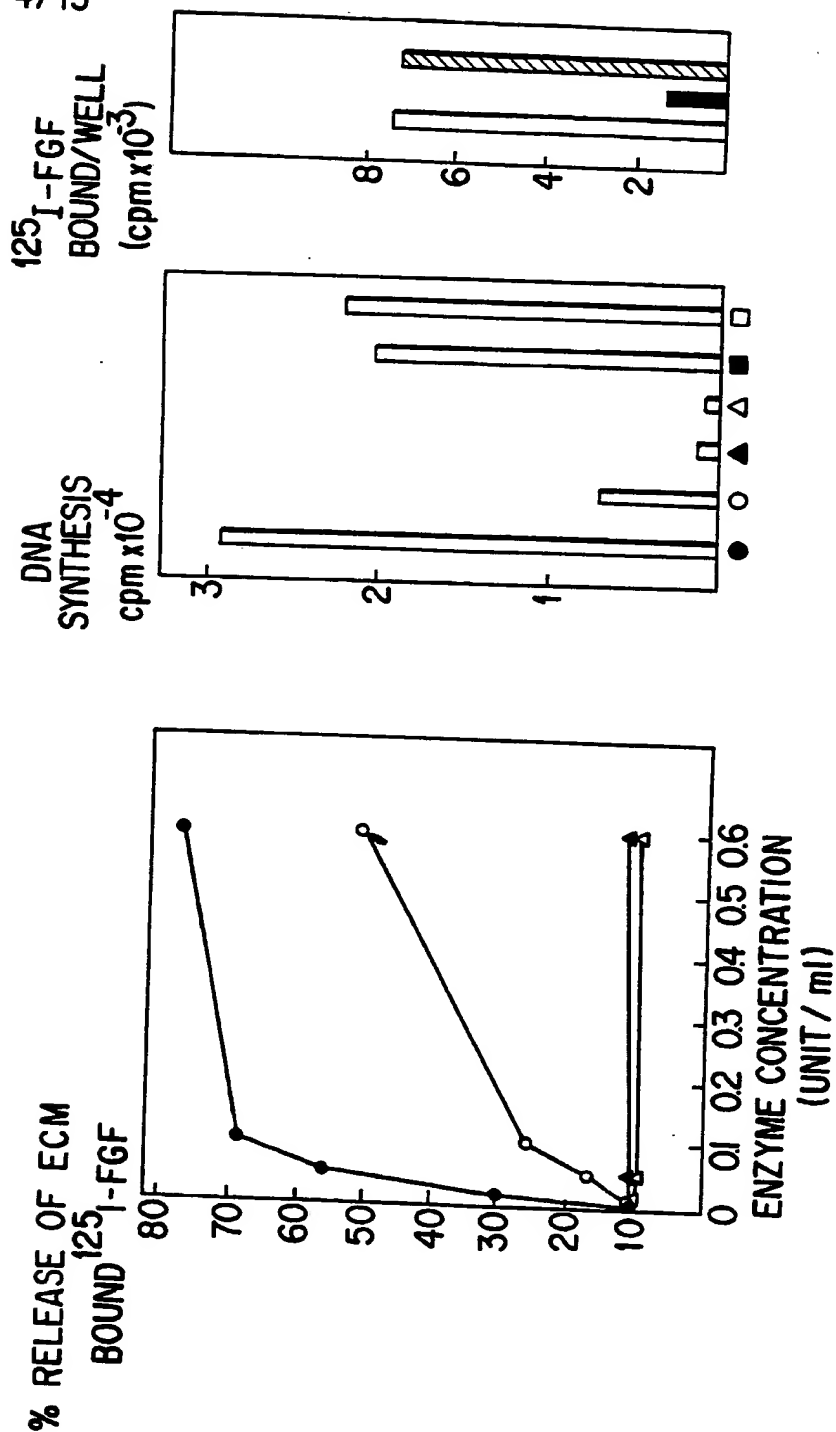 % RELEASE OF ECM
BOUND 125I-FGF
80
70
60
50
40
30
20
10
0 0.1 0.2 0.3 0.4 0.5 0.6
ENZYME CONCENTRATION
(UNIT / ml)
DNA
SYNTHESIS
cpm x10-4
3
2
1
125I-FGF
BOUND/WELL
(cpm x10-3)
8
6
4
2